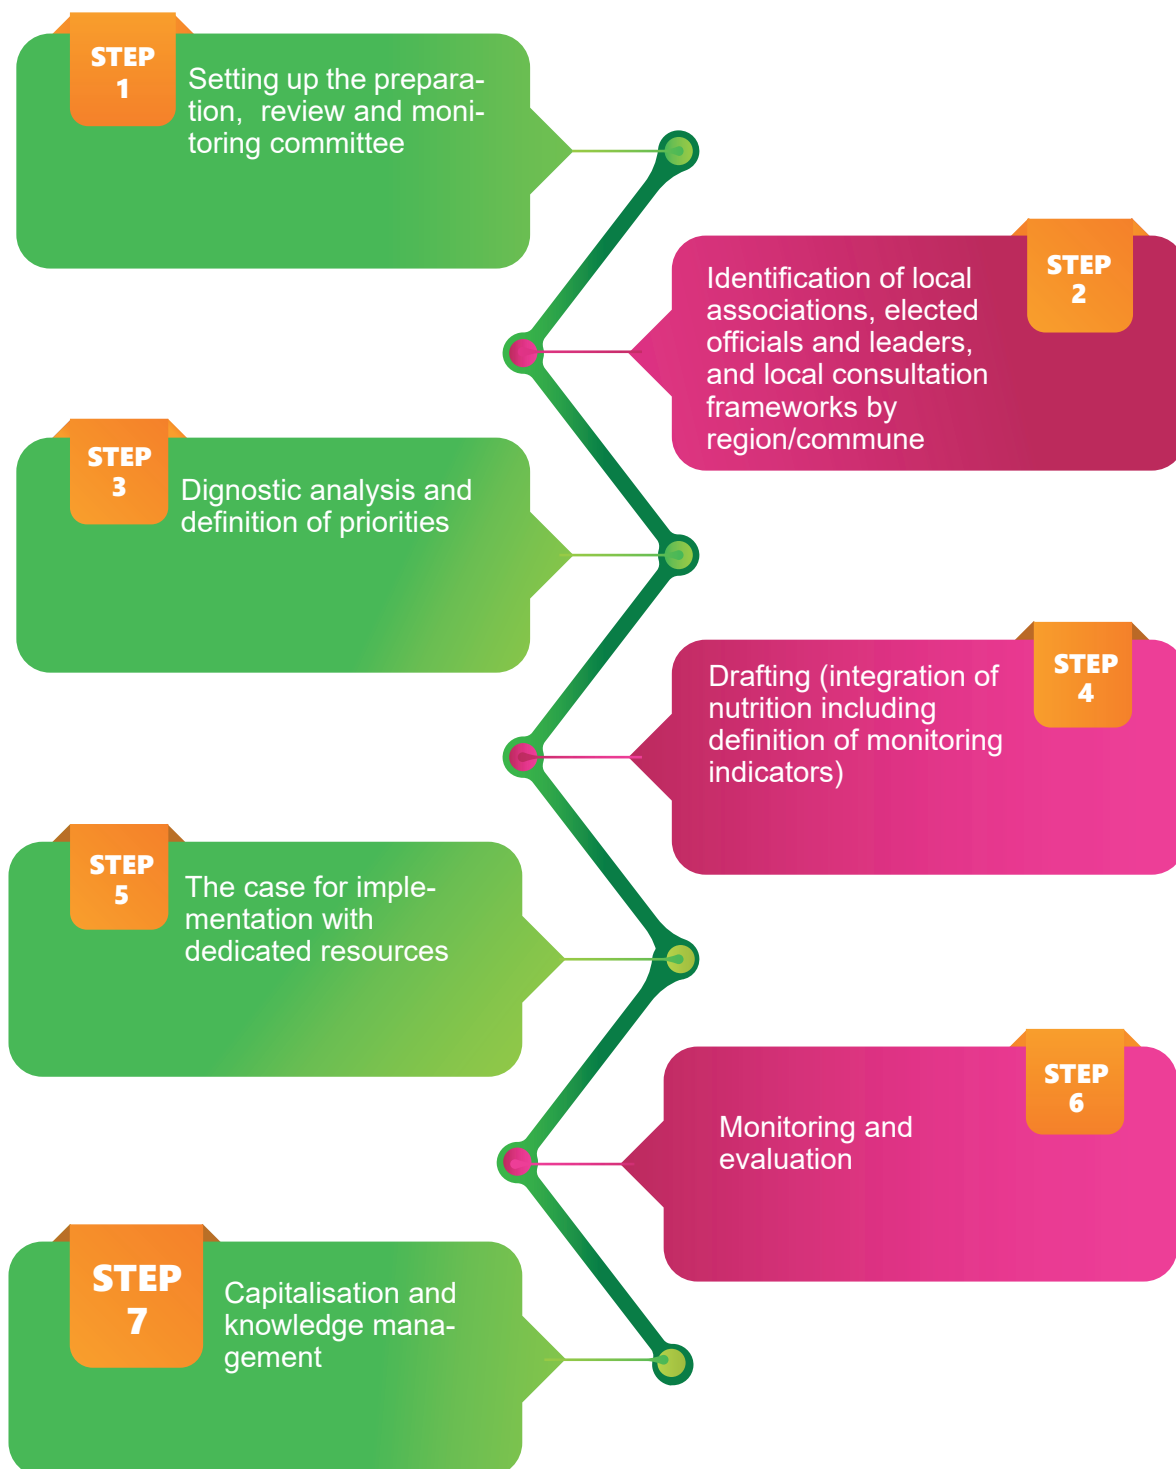 STEP
1
Setting up the prepara-
tion,  review and moni-
toring committee
STEP
2
Identification of local
associations, elected
officials and leaders,
and local consultation
frameworks by
region/commune
STEP
3
Dignostic analysis and
definition of priorities
STEP
4
Drafting (integration of
nutrition including
definition of monitoring
indicators)
STEP
5
The case for imple-
mentation with
dedicated resources
STEP
6
Monitoring and
evaluation
STEP
7
Capitalisation and
knowledge mana-
gement